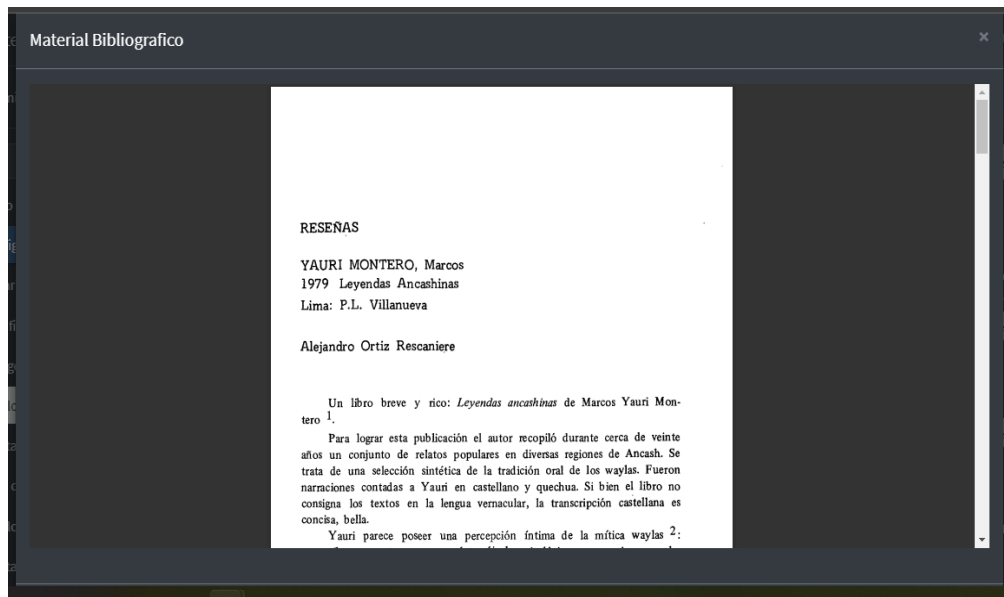 Material Bibliografico
×
RESEÑAS
YAURI MONTERO, Marcos
1979 Leyendas Ancashinas
Lima: P.L. Villanueva
Alejandro Ortiz Rescaniere
Un libro breve y rico: Leyendas ancashinas de Marcos Yauri Mon-
tero 1.
Para lograr esta publicación el autor recopiló durante cerca de veinte
años un conjunto de relatos populares en diversas regiones de Ancash. Se
trata de una selección sintética de la tradición oral de los waylas. Fueron
narraciones contadas a Yauri en castellano y quechua. Si bien el libro no
consigna los textos en la lengua vernacular, la transcripción castellana es
concisa, bella.
Yauri parece poseer una percepción íntima de la mítica waylas 2: